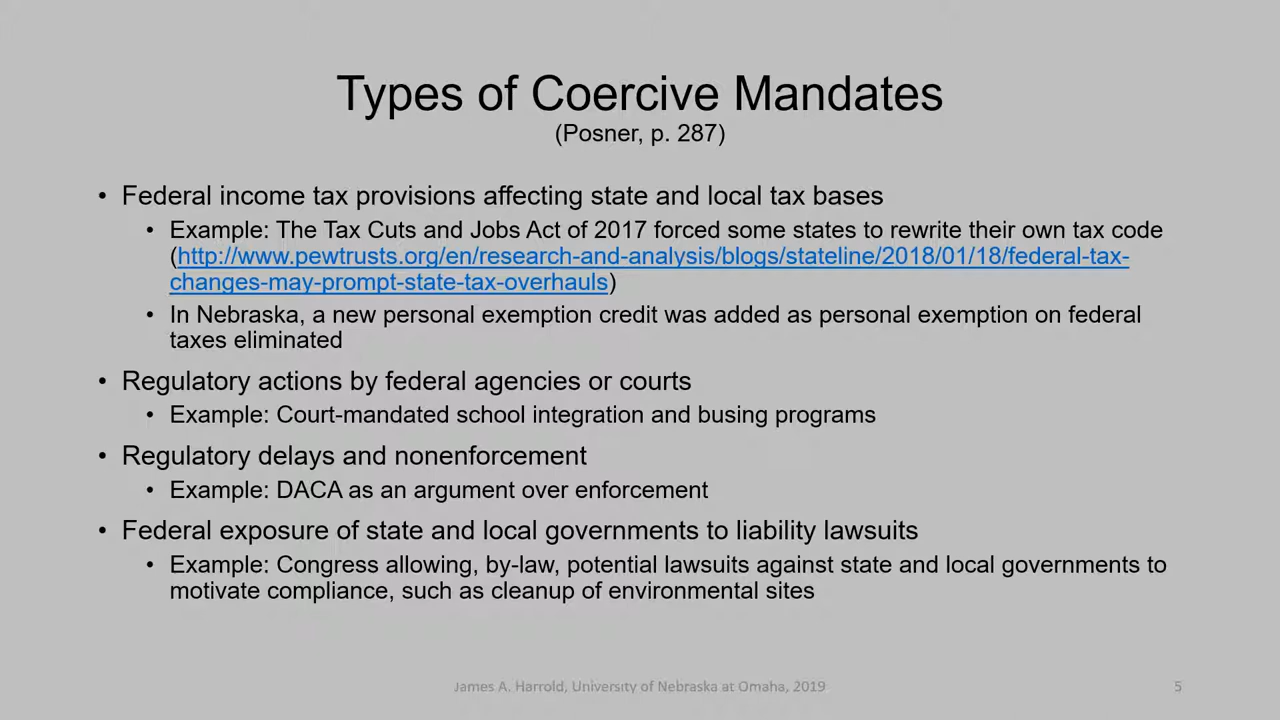 Types of Coercive Mandates
(Posner, p. 287)
• Federal income tax provisions affecting state and local tax bases
• Example: The Tax Cuts and Jobs Act of 2017 forced some states to rewrite their own tax code
(http://www.pewtrusts.org/en/research-and-analysis/blogs/stateline/2018/01/18/federal-tax-
changes-may-prompt-state-tax-overhauls)
• In Nebraska, a new personal exemption credit was added as personal exemption on federal
taxes eliminated
• Regulatory actions by federal agencies or courts
• Example: Court-mandated school integration and busing programs
• Regulatory delays and nonenforcement
• Example: DACA as an argument over enforcement
• Federal exposure of state and local governments to liability lawsuits
• Example: Congress allowing, by-law, potential lawsuits against state and local governments to
motivate compliance, such as cleanup of environmental sites
James A. Harrold, University of Nebraska at Omaha, 2019
5